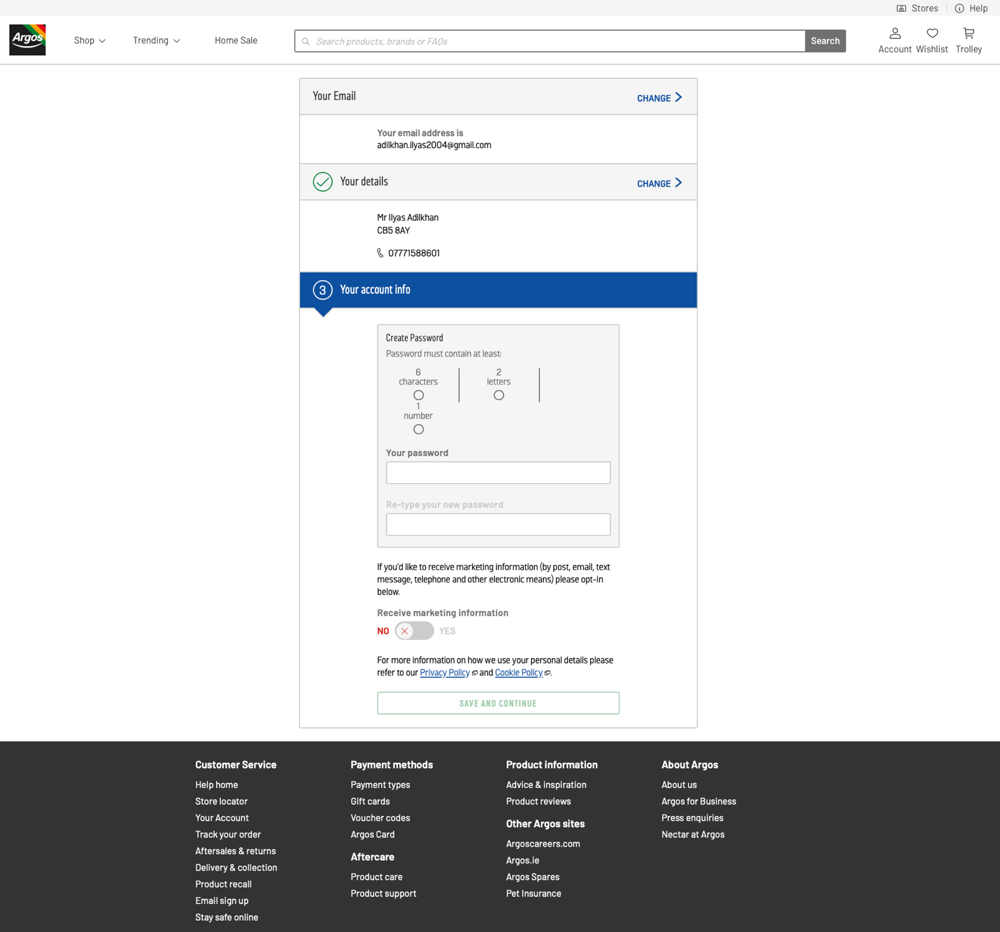 Stores
Help
Argos
Shop
Trending
Home Sale
Search products, brands or FAQs
Search
Account
Wishlist
Trolley
Your Email
CHANGE
Your email address is
adilkhan.ilyas2004@gmail.com
Your details
CHANGE
Mr Ilyas Adilkhan
CB5 8AY
07771588601
3
Your account info
Create Password
Password must contain at least:
6
characters
2
letters
1
number
Your password
Re-type your new password
If you'd like to receive marketing information (by post, email, text
message, telephone and other electronic means) please opt-in
below.
Receive marketing information
NO
YES
For more information on how we use your personal details please
refer to our Privacy Policy and Cookie Policy.
SAVE AND CONTINUE
Customer Service
Help home
Store locator
Your Account
Track your order
Aftersales & returns
Delivery & collection
Product recall
Email sign up
Stay safe online
Payment methods
Payment types
Gift cards
Voucher codes
Argos Card
Aftercare
Product care
Product support
Product information
Advice & inspiration
Product reviews
Other Argos sites
Argoscareers.com
Argos.ie
Argos Spares
Pet Insurance
About Argos
About us
Argos for Business
Press enquiries
Nectar at Argos